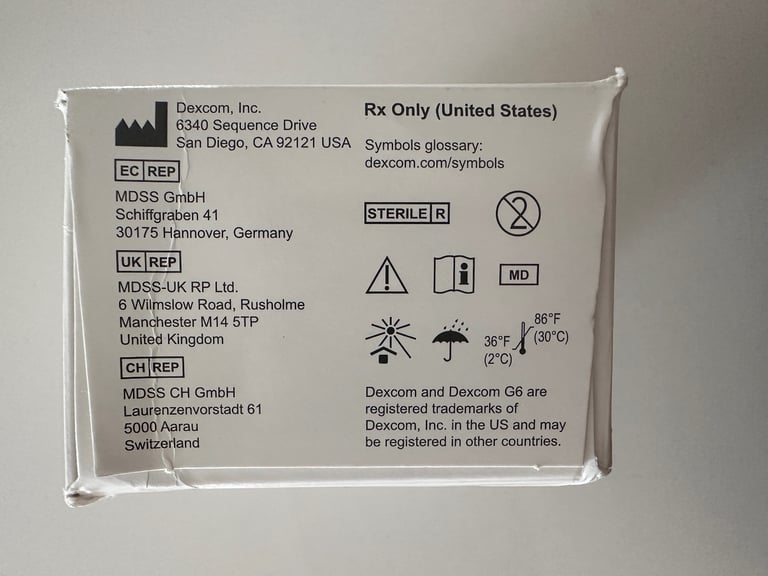 Dexcom, Inc.
6340 Sequence Drive
San Diego, CA 92121 USA
EC REP
MDSS GmbH
Schiffgraben 41
30175 Hannover, Germany
UK REP
MDSS-UK RP Ltd.
6 Wilmslow Road, Rusholme
Manchester M14 5TP
United Kingdom
CH REP
MDSS CH GmbH
Laurenzenvorstadt 61
5000 Aarau
Switzerland
Rx Only (United States)
Symbols glossary:
dexcom.com/symbols
STERILE R
2
MD
86°F
36°F (30°C)
(2°C)
Dexcom and Dexcom G6 are
registered trademarks of
Dexcom, Inc. in the US and may
be registered in other countries.